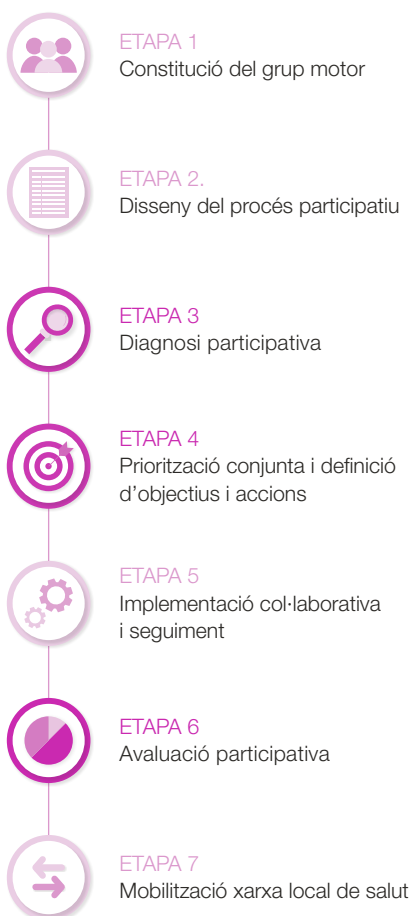 ETAPA 1
Constitució del grup motor
ETAPA 2.
Disseny del procés participatiu
ETAPA 3
Diagnosi participativa
ETAPA 4
Priorització conjunta i definició
d’objectius i accions
ETAPA 5
Implementació col·laborativa
i seguiment
ETAPA 6
Avaluació participativa
ETAPA 7
Mobilització xarxa local de salut